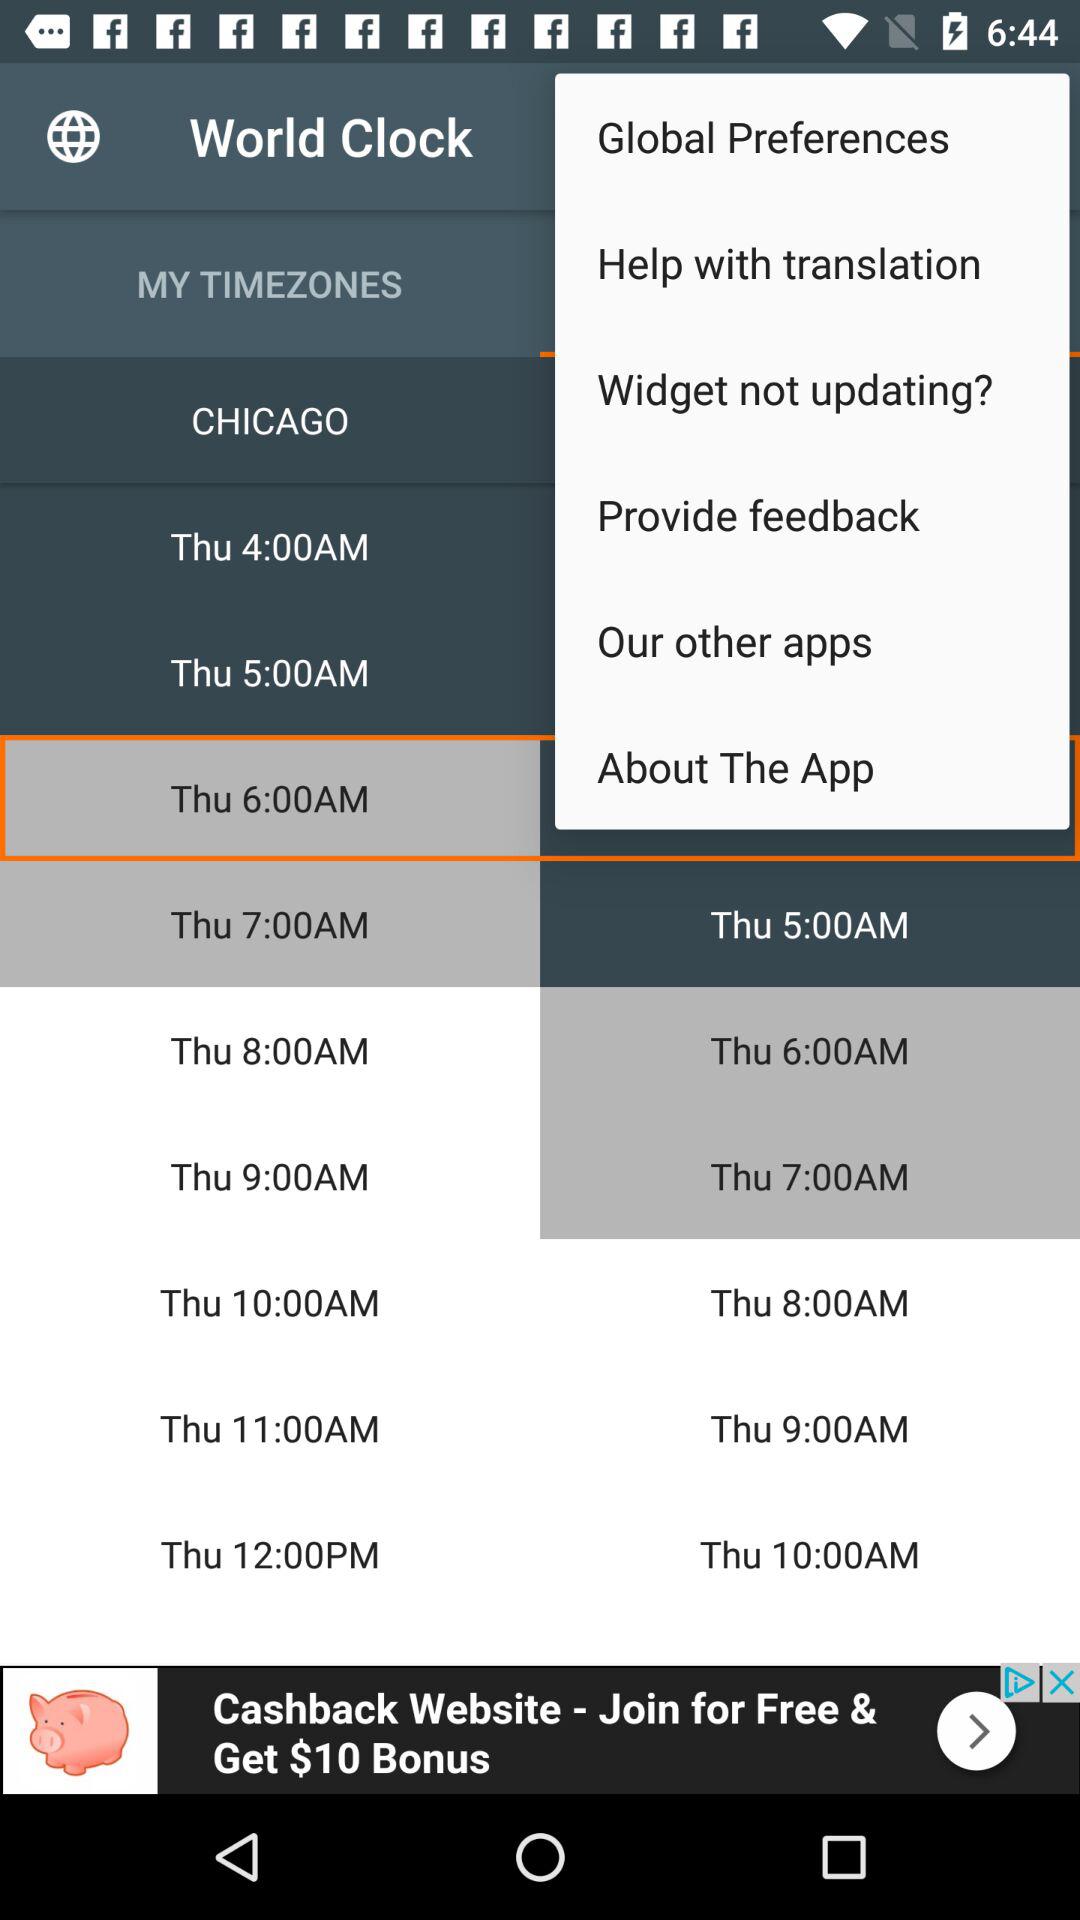 6:44
World Clock
Global Preferences
Help with translation
Widget not updating?
Provide feedback
Our other apps
About The App
MY TIMEZONES
CHICAGO
Thu 4:00AM
Thu 5:00AM
Thu 6:00AM
Thu 7:00AM Thu 5:00AM
Thu 8:00AM Thu 6:00AM
Thu 9:00AM Thu 7:00AM
Thu 10:00AM Thu 8:00AM
Thu 11:00AM Thu 9:00AM
Thu 12:00PM Thu 10:00AM
Cashback Website - Join for Free &
Get $10 Bonus